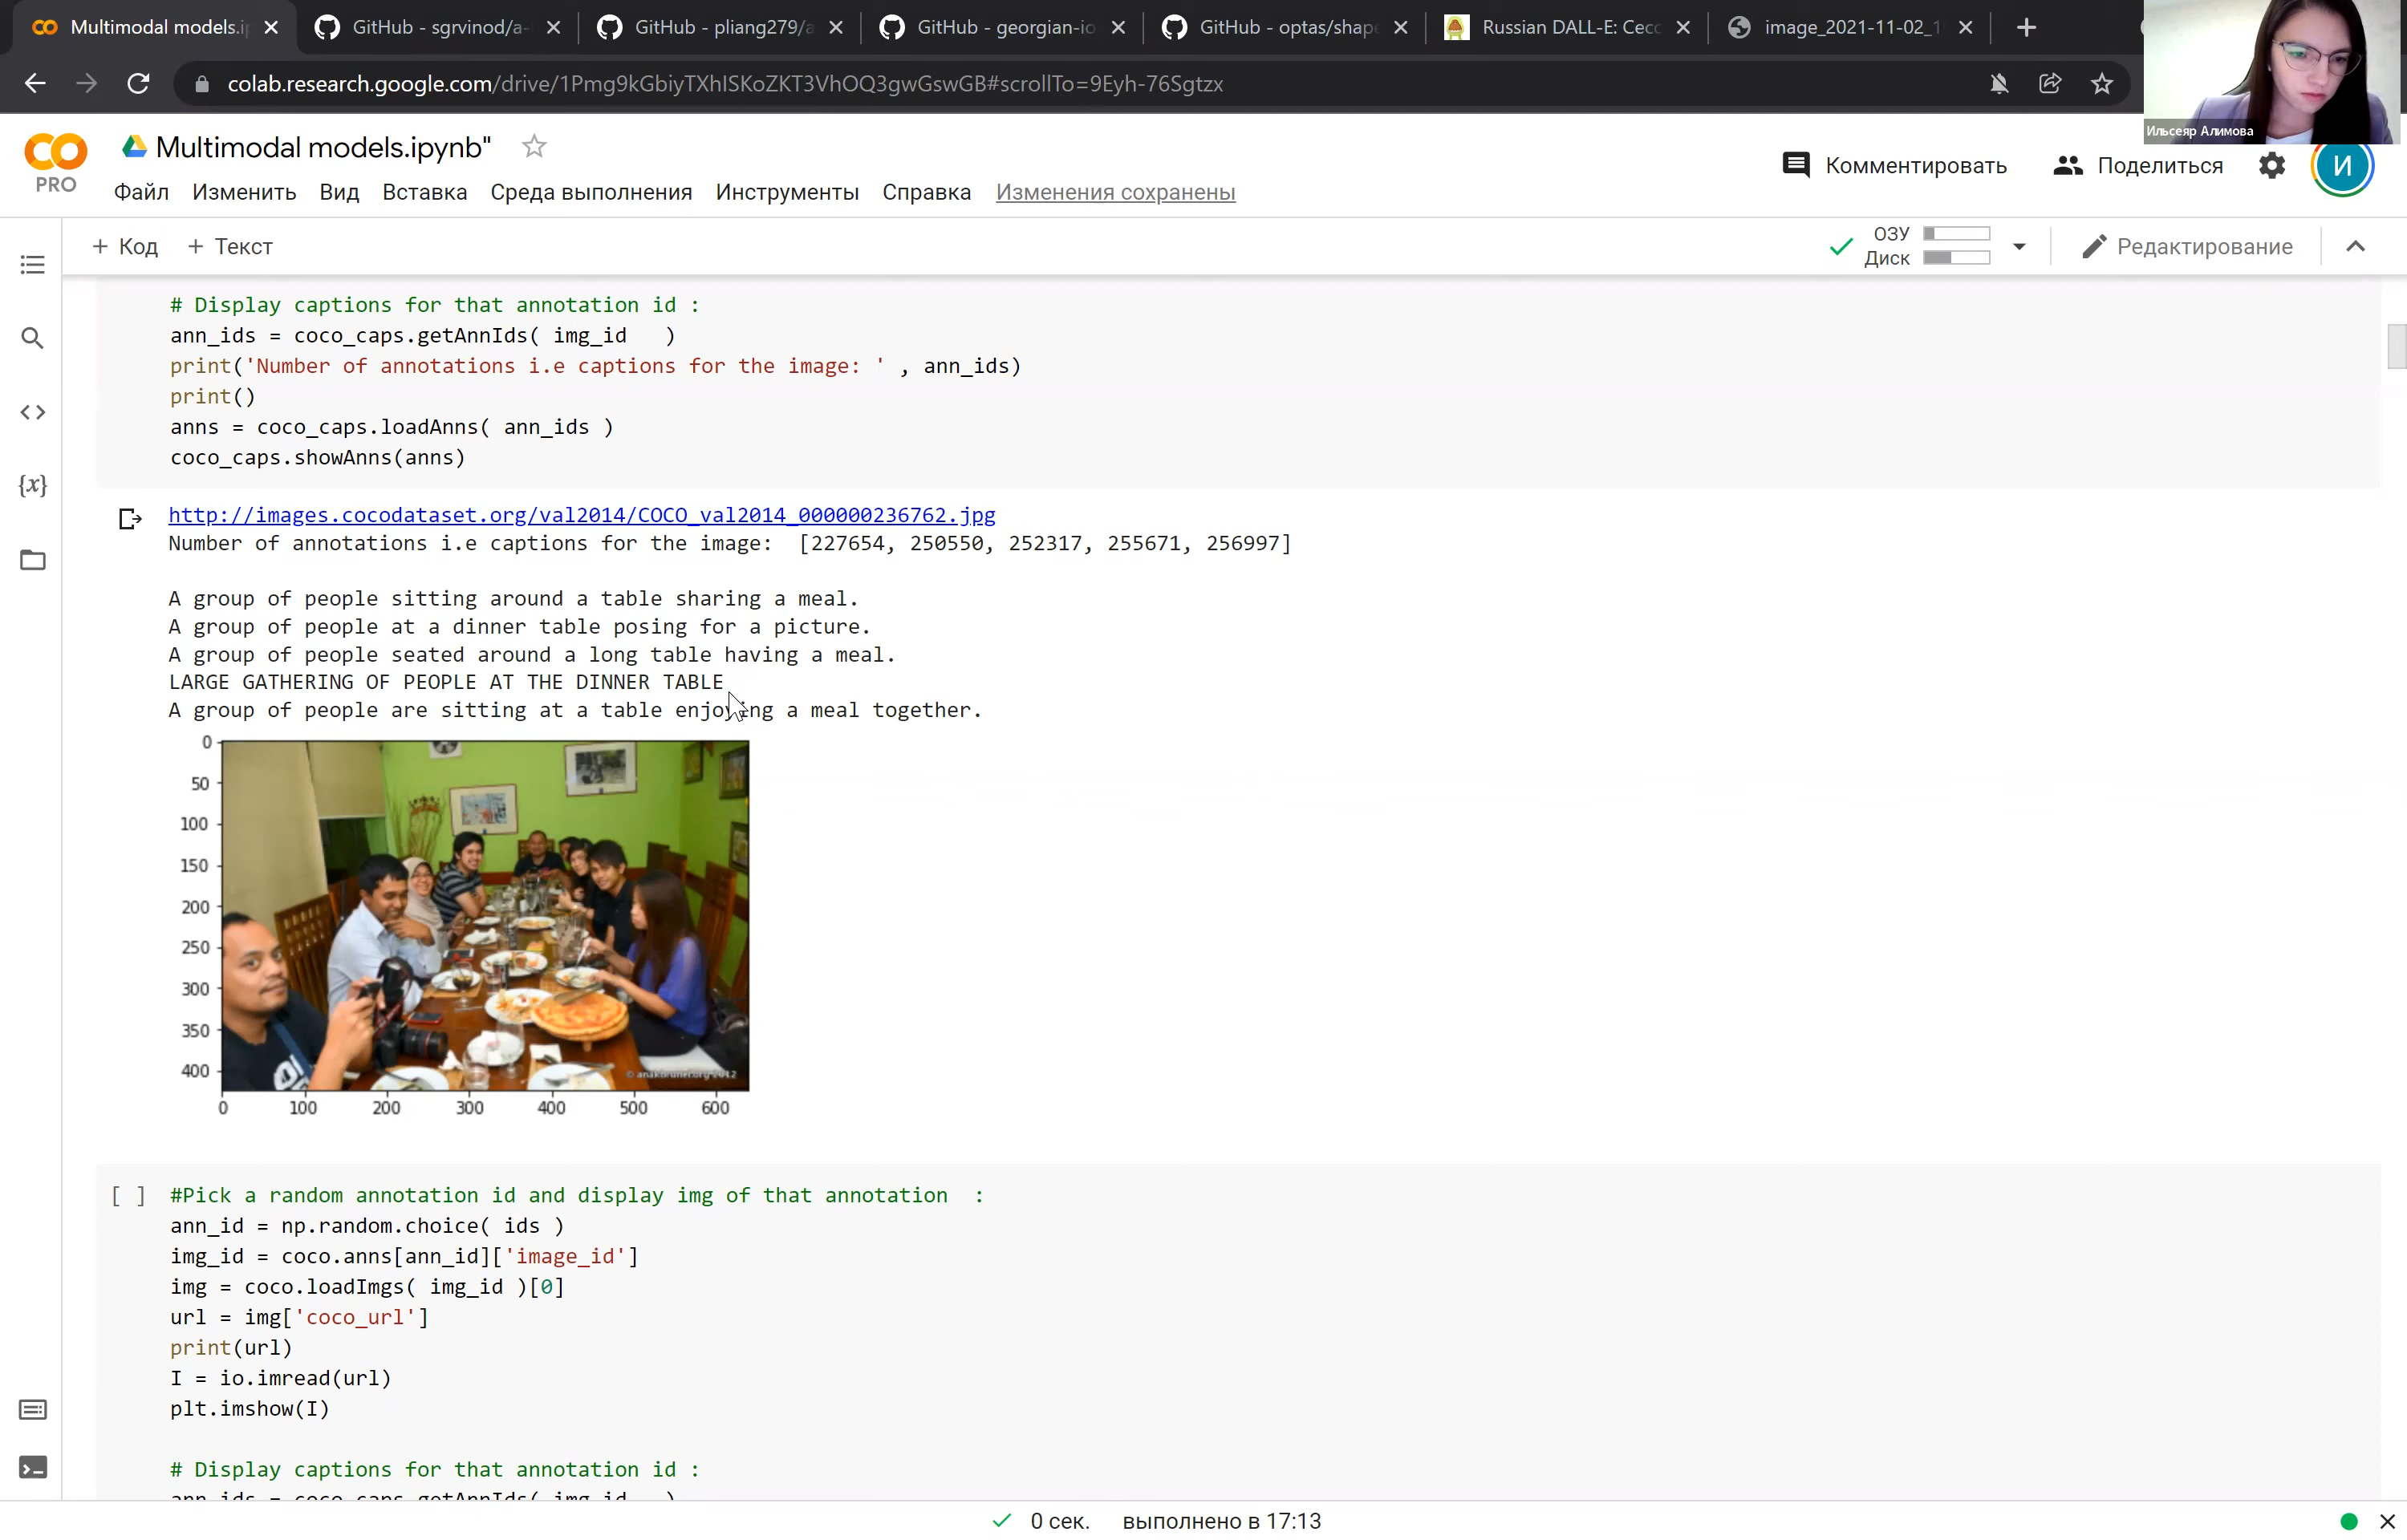 Multimodal models.i
GitHub - sgrvinod/a-
GitHub - pliang279/a
GitHub - georgian-io
GitHub - optas/shape
Russian DALL-E: Сесс
image_2021-11-02_1
colab.research.google.com/drive/1Pmg9kGbiyTXhISKoZKT3VhOQ3gwGswGB#scrollTo=9Eyh-76Sgtzx
Ильсеяр Алимова
PRO
Multimodal models.ipynb"
Комментировать
Поделиться
И
Файл Изменить Вид Вставка Среда выполнения Инструменты Справка Изменения сохранены
+ Код + Текст
ОЗУ
Диск
Редактирование
# Display captions for that annotation id :
ann_ids = coco_caps.getAnnIds( img_id   )
print('Number of annotations i.e captions for the image: ' , ann_ids)
print()
anns = coco_caps.loadAnns( ann_ids )
coco_caps.showAnns(anns)
{x}
http://images.cocodataset.org/val2014/COCO_val2014_000000236762.jpg
Number of annotations i.e captions for the image:  [227654, 250550, 252317, 255671, 256997]
A group of people sitting around a table sharing a meal.
A group of people at a dinner table posing for a picture.
A group of people seated around a long table having a meal.
LARGE GATHERING OF PEOPLE AT THE DINNER TABLE
A group of people are sitting at a table enjoying a meal together.
0
50
100
150
200
250
300
350
400
0 100 200 300 400 500 600
[ ] #Pick a random annotation id and display img of that annotation  :
ann_id = np.random.choice( ids )
img_id = coco.anns[ann_id]['image_id']
img = coco.loadImgs( img_id )[0]
url = img['coco_url']
print(url)
I = io.imread(url)
plt.imshow(I)
# Display captions for that annotation id :
ann_ids = coco_caps.getAnnIds( img_id   )
0 сек. выполнено в 17:13